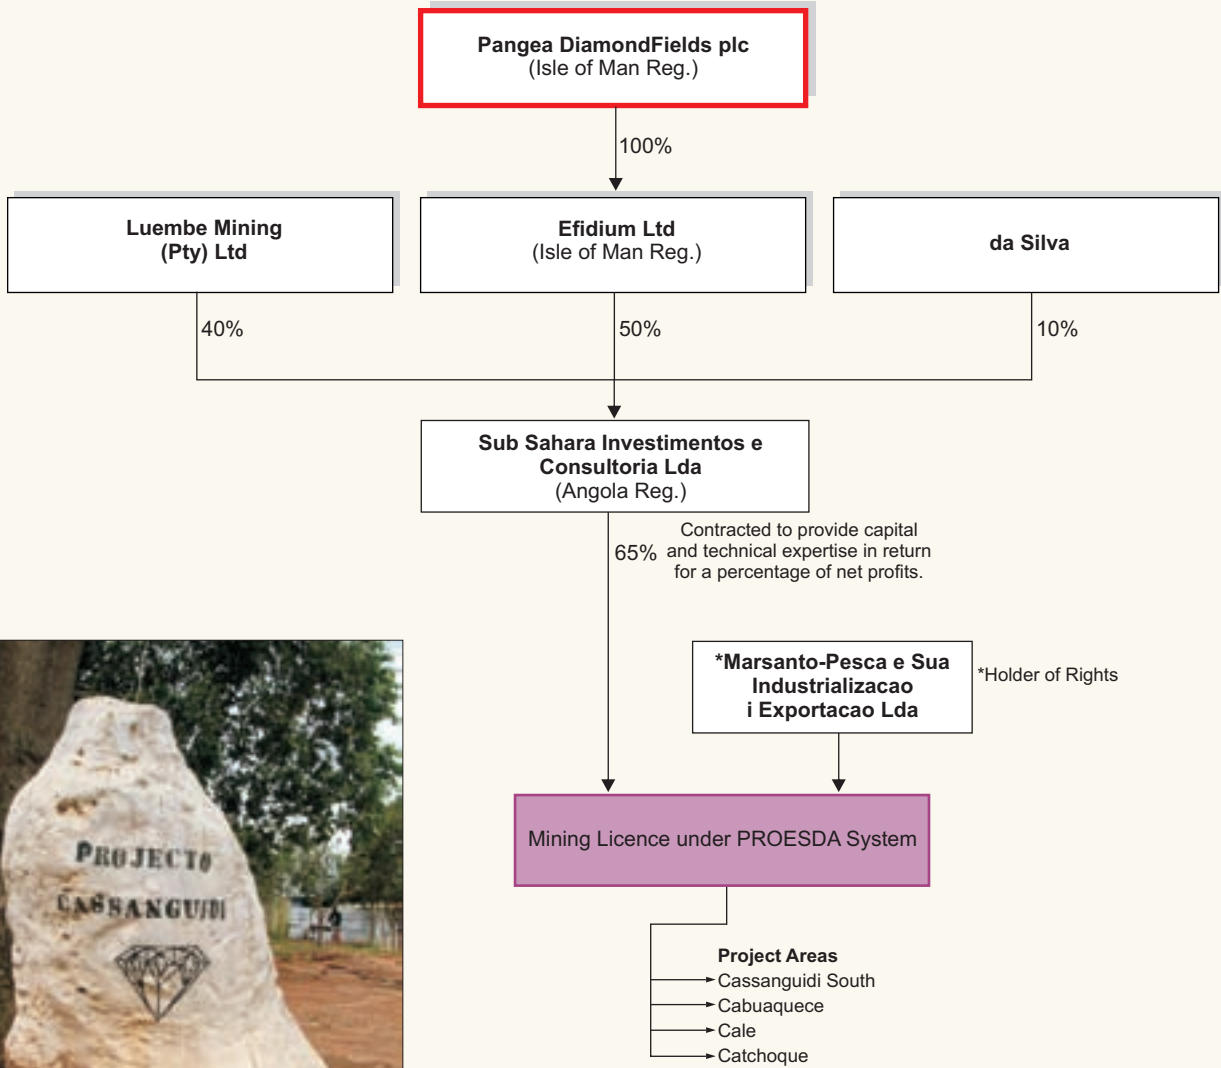 Pangea DiamondFields plc
(Isle of Man Reg.)
100%
Luembe Mining
(Pty) Ltd
Efidium Ltd
(Isle of Man Reg.)
da Silva
40%
50%
10%
Sub Sahara Investimentos e
Consultoria Lda
(Angola Reg.)
65%
Contracted to provide capital
and technical expertise in return
for a percentage of net profits.
*Marsanto-Pesca e Sua
Industrializacao
i Exportacao Lda
*Holder of Rights
Mining Licence under PROESDA System
Project Areas
Cassanguidi South
Cabuaquece
Cale
Catchoque
PROJECTO
CASSANGUIDI